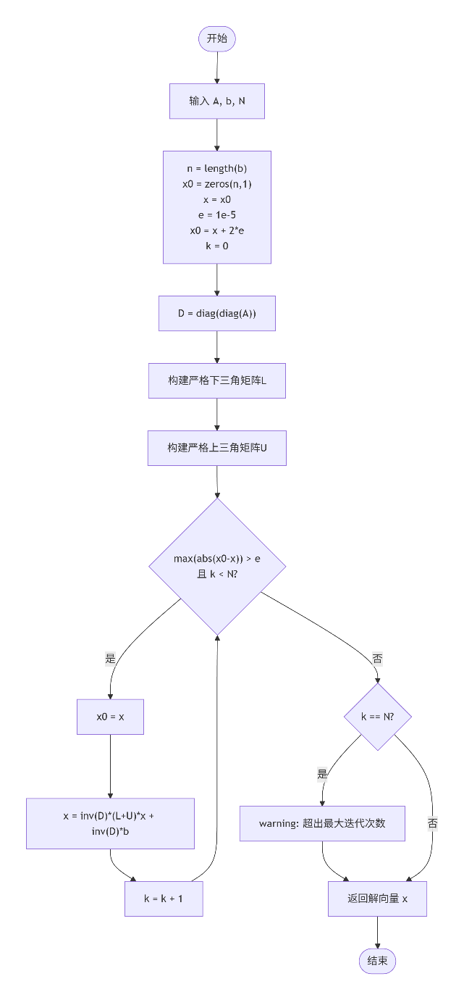 开始
输入 A, b, N
n = length(b)
x0 = zeros(n,1)
x = x0
e = 1e-5
x0 = x + 2*e
k = 0
D = diag(diag(A))
构建严格下三角矩阵L
构建严格上三角矩阵U
max(abs(x0-x)) > e
且 k < N?
是
否
x0 = x
k == N?
是
x = inv(D)*(L+U)*x +
inv(D)*b
warning: 超出最大迭代次数
否
k = k + 1
返回解向量 x
结束